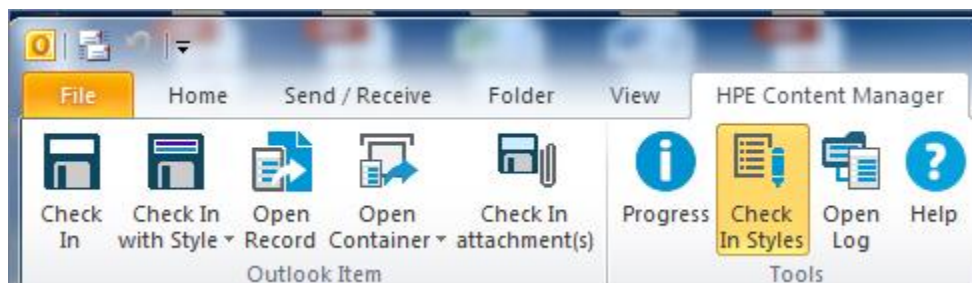 File Home Send / Receive Folder View HPE Content Manager
Check Check In Open Open Check In Progress Check Open Help
In with Style Record Container attachment(s) In Styles Log
Outlook Item Tools